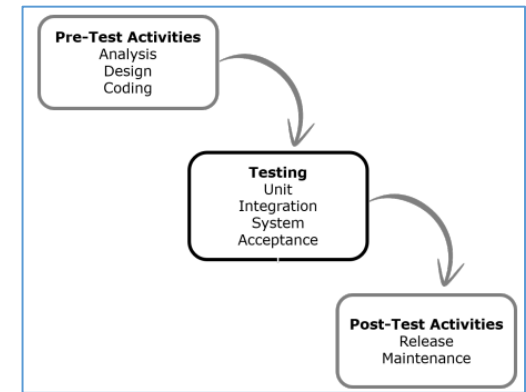 Pre-Test Activities
Analysis
Design
Coding
Testing
Unit
Integration
System
Acceptance
Post-Test Activities
Release
Maintenance